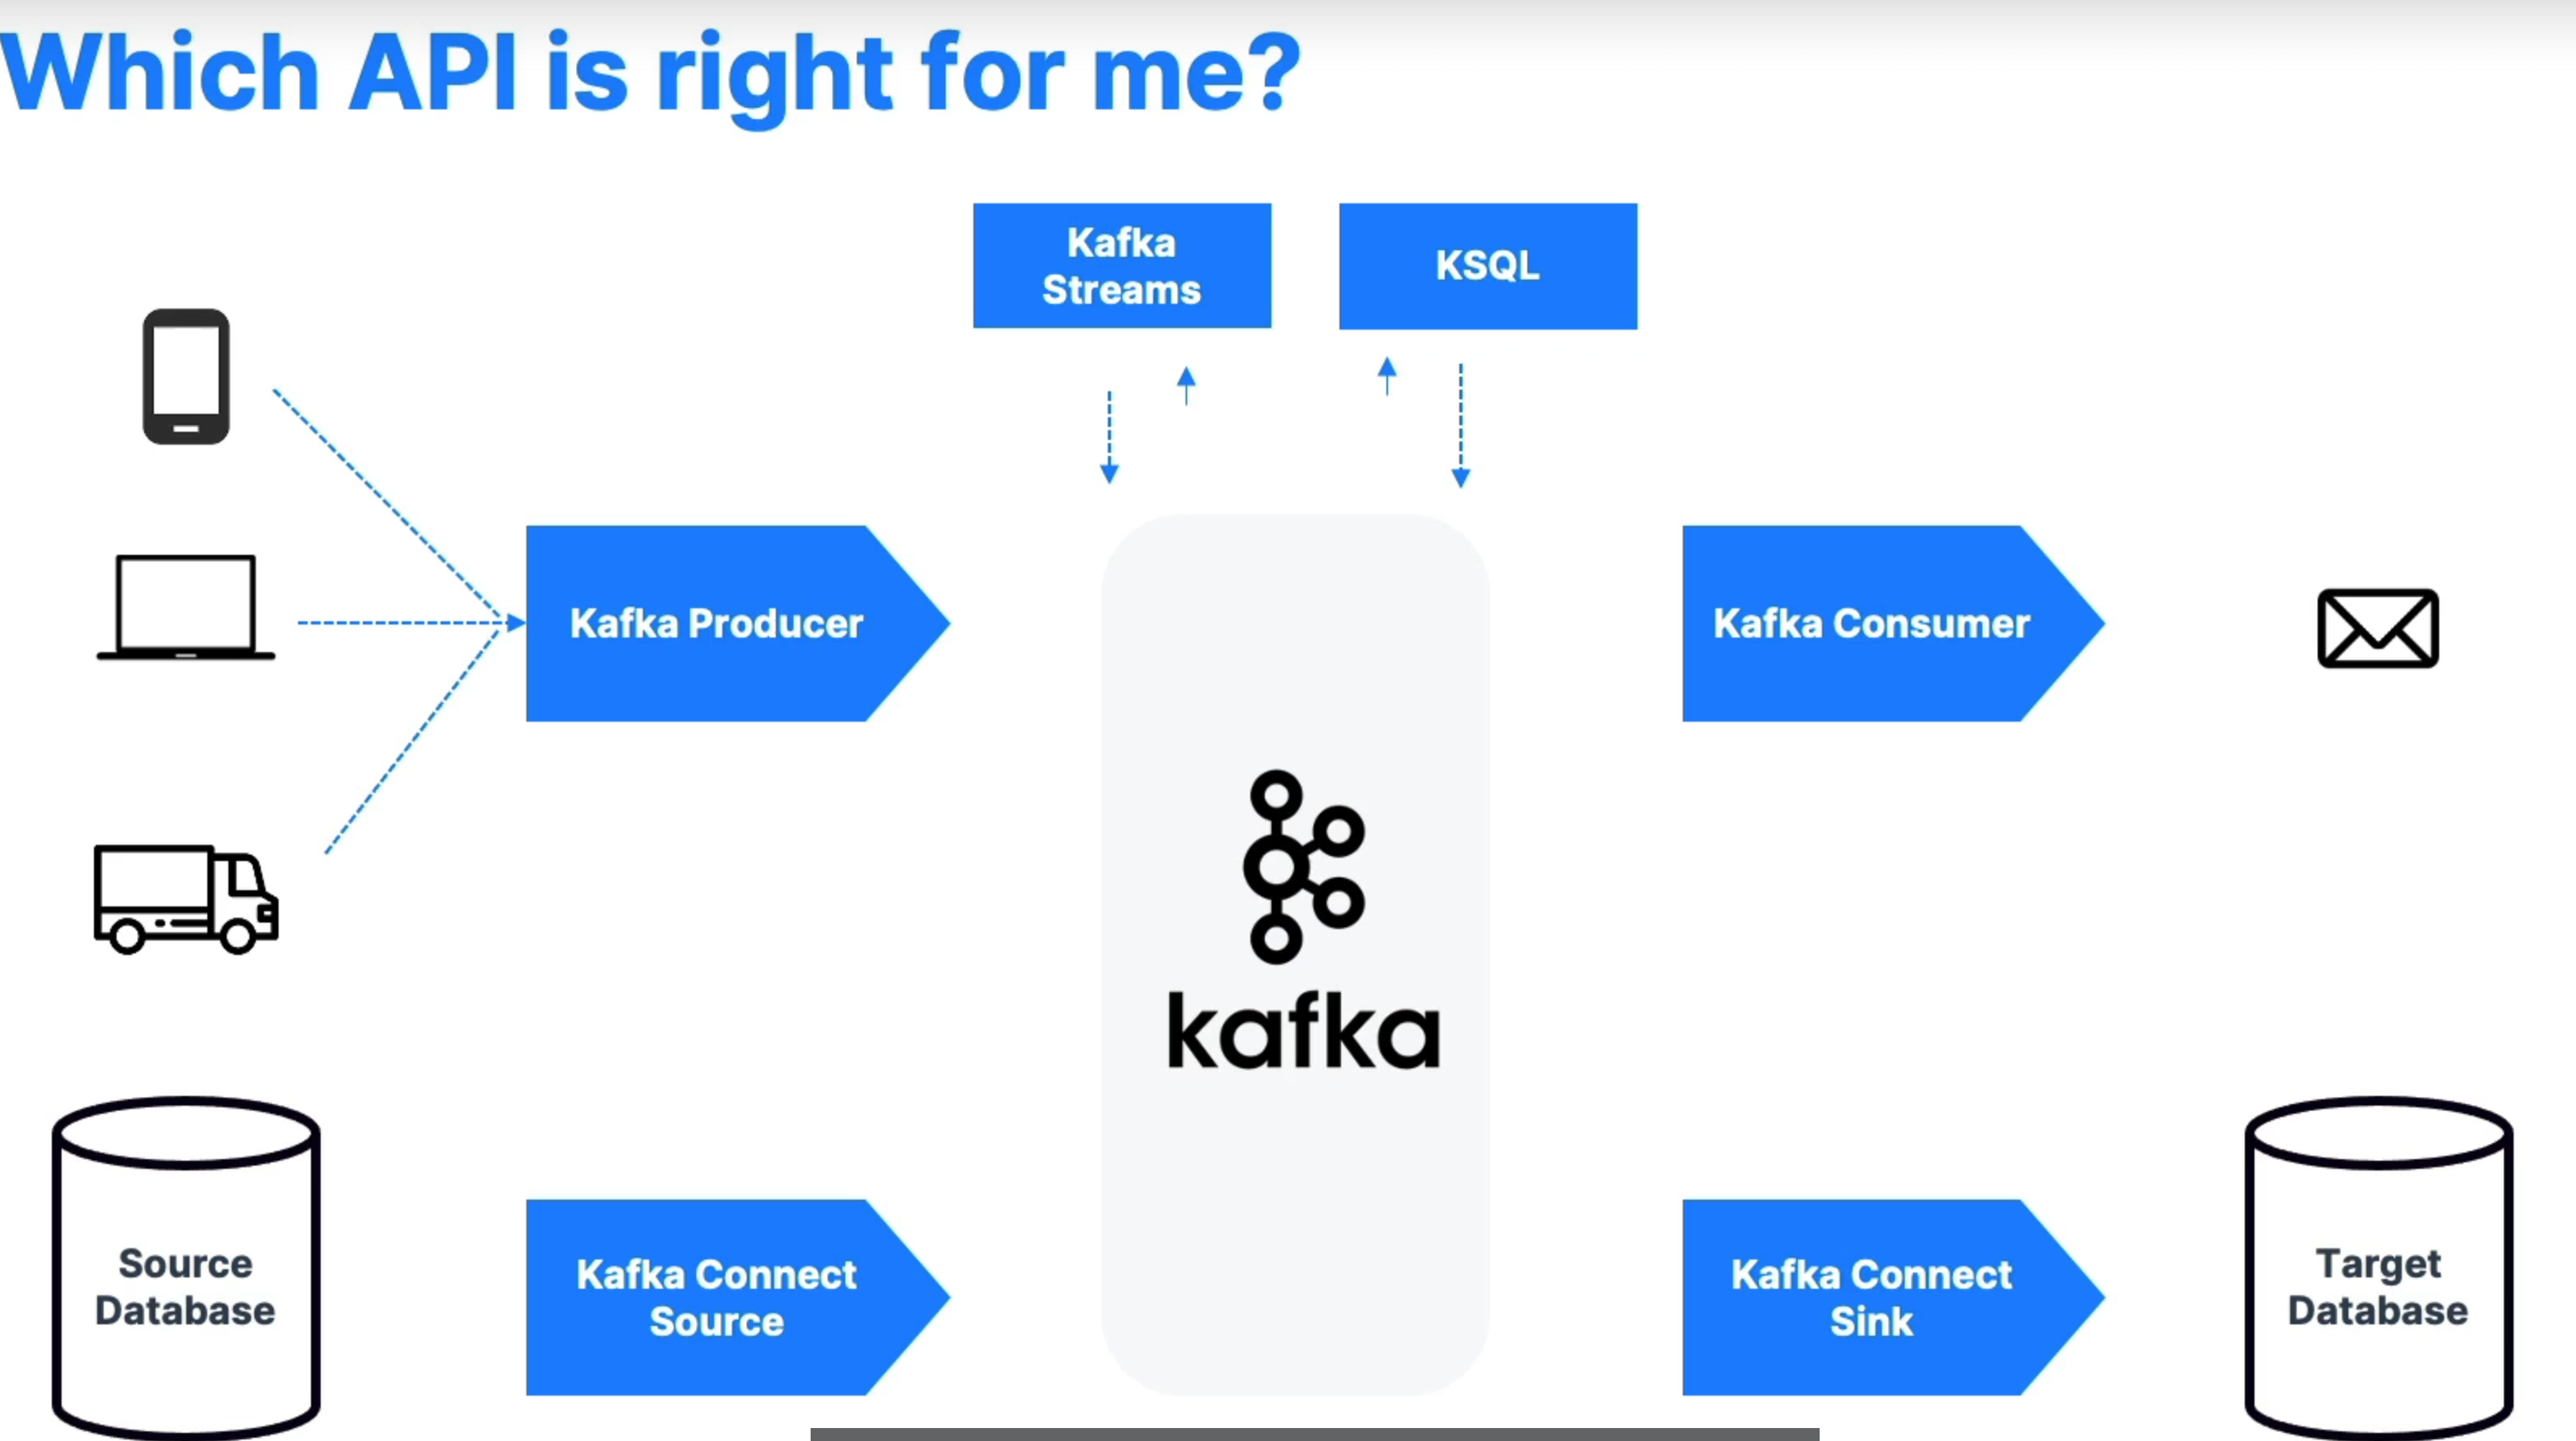 Which API is right for me?
Kafka
Streams
KSQL
Kafka Producer
Kafka Consumer
kafka
Source
Database
Kafka Connect
Source
Kafka Connect
Sink
Target
Database